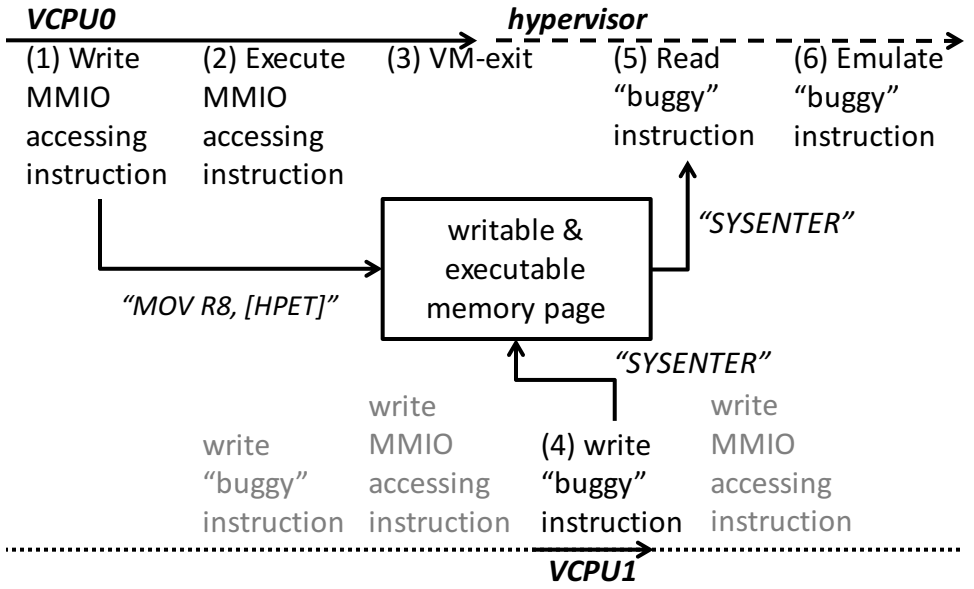 VCPU0
hypervisor
(1) Write
MMIO
accessing
instruction
(2) Execute
MMIO
accessing
instruction
(3) VM-exit
(5) Read
“buggy”
instruction
(6) Emulate
“buggy”
instruction
“MOV R8, [HPET]”
writable &
executable
memory page
“SYSENTER”
“SYSENTER”
write
“buggy”
instruction
write
MMIO
accessing
instruction
(4) write
“buggy”
instruction
write
MMIO
accessing
instruction
VCPU1